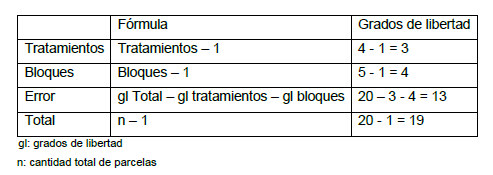 Fórmula Grados de libertad
Tratamientos Tratamientos – 1 4 - 1 = 3
Bloques Bloques – 1 5 - 1 = 4
Error gl Total – gl tratamientos – gl bloques 20 – 3 - 4 = 13
Total n – 1 20 - 1 = 19
gl: grados de libertad
n: cantidad total de parcelas